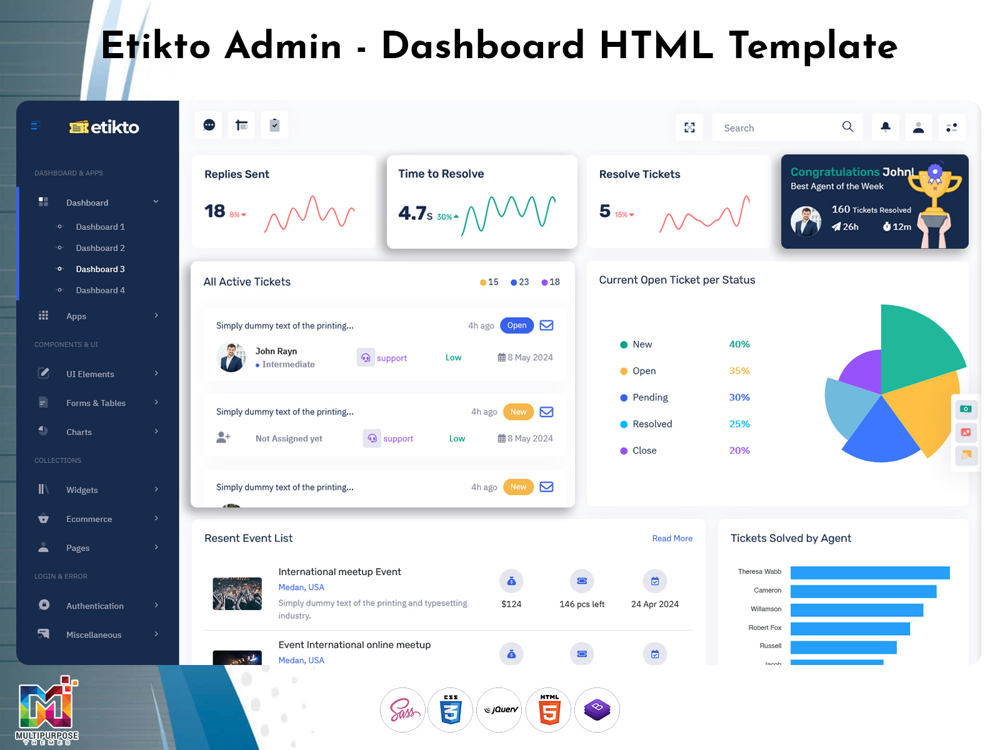 Etikto Admin - Dashboard HTML Template
etikto
Search
DASHBOARD & APPS
Dashboard
Dashboard 1
Dashboard 2
Dashboard 3
Dashboard 4
Apps
COMPONENTS & UI
UI Elements
Forms & Tables
Charts
COLLECTIONS
Widgets
Ecommerce
Pages
LOGIN & ERROR
Authentication
Miscellaneous
Replies Sent
18 8%
Time to Resolve
4.7s 30%
Resolve Tickets
5 15%
Congratulations John!
Best Agent of the Week
160 Tickets Resolved
26h 12m
All Active Tickets
15 23 18
Simply dummy text of the printing...
4h ago Open
John Rayn
Intermediate
support Low 8 May 2024
Simply dummy text of the printing...
4h ago New
Not Assigned yet support Low 8 May 2024
Simply dummy text of the printing...
4h ago New
Current Open Ticket per Status
New 40%
Open 35%
Pending 30%
Resolved 25%
Close 20%
Resent Event List
Read More
International meetup Event
Medan, USA
Simply dummy text of the printing and typesetting
industry.
$124 146 pcs left 24 Apr 2024
Event International online meetup
Medan, USA
Tickets Solved by Agent
Theresa Wabb
Cameron
Willamson
Robert Fox
Russell
Jacob
MULTIPURPOSE
THEMES
Sass
CSS
3
jQuery
HTML
5
B